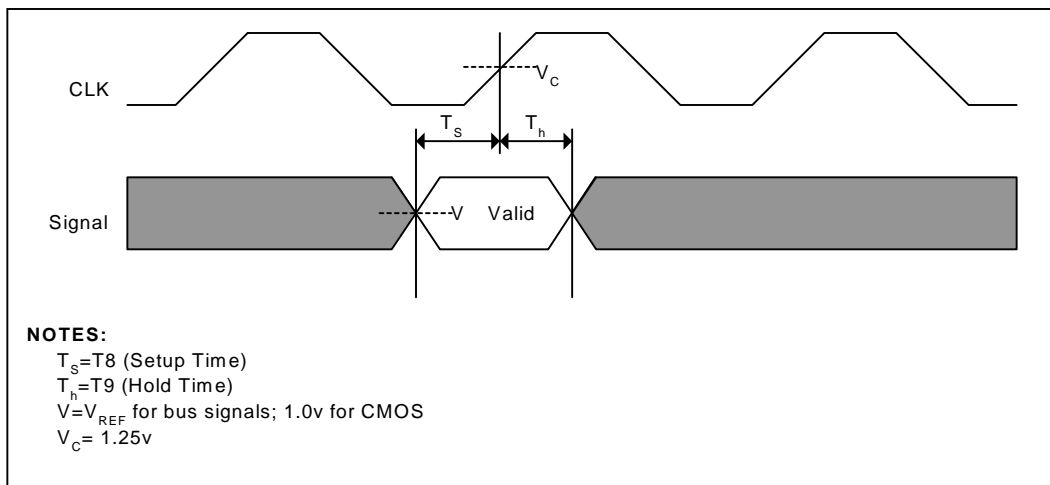 CLK
V_C
T_S T_h
Signal
V Valid
NOTES:
T_S=T8 (Setup Time)
T_h=T9 (Hold Time)
V=V_REF for bus signals; 1.0v for CMOS
V_C= 1.25v